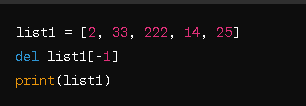 list1 = [2, 33, 222, 14, 25]
del list1[-1]
print(list1)